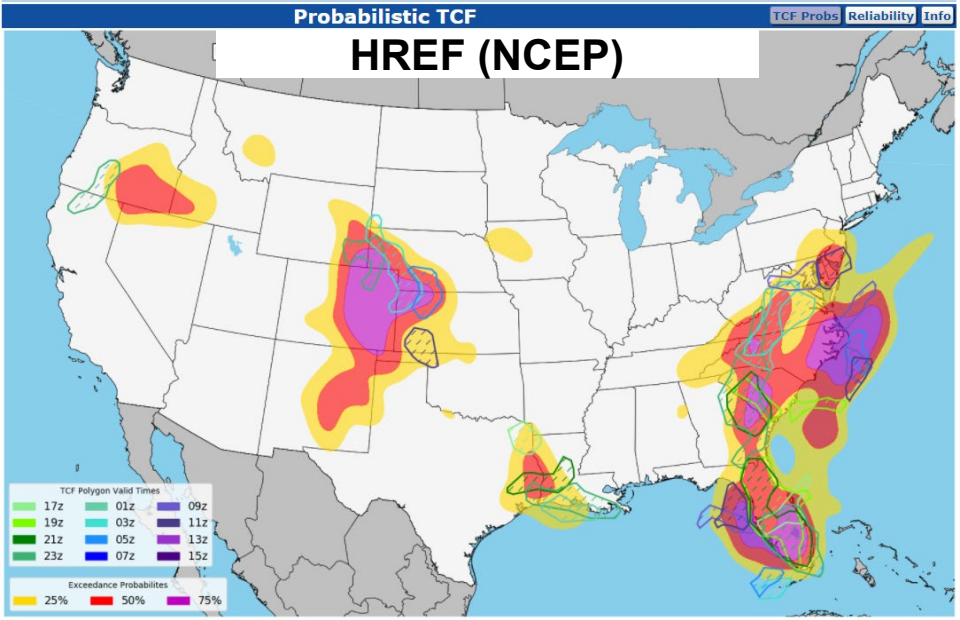 Probabilistic TCF
TCF Probs Reliability Info
HREF (NCEP)
TCF Polygon Valid Times
17z 01z 09z
19z 03z 11z
21z 05z 13z
23z 07z 15z
Exceedance Probabilites
25% 50% 75%